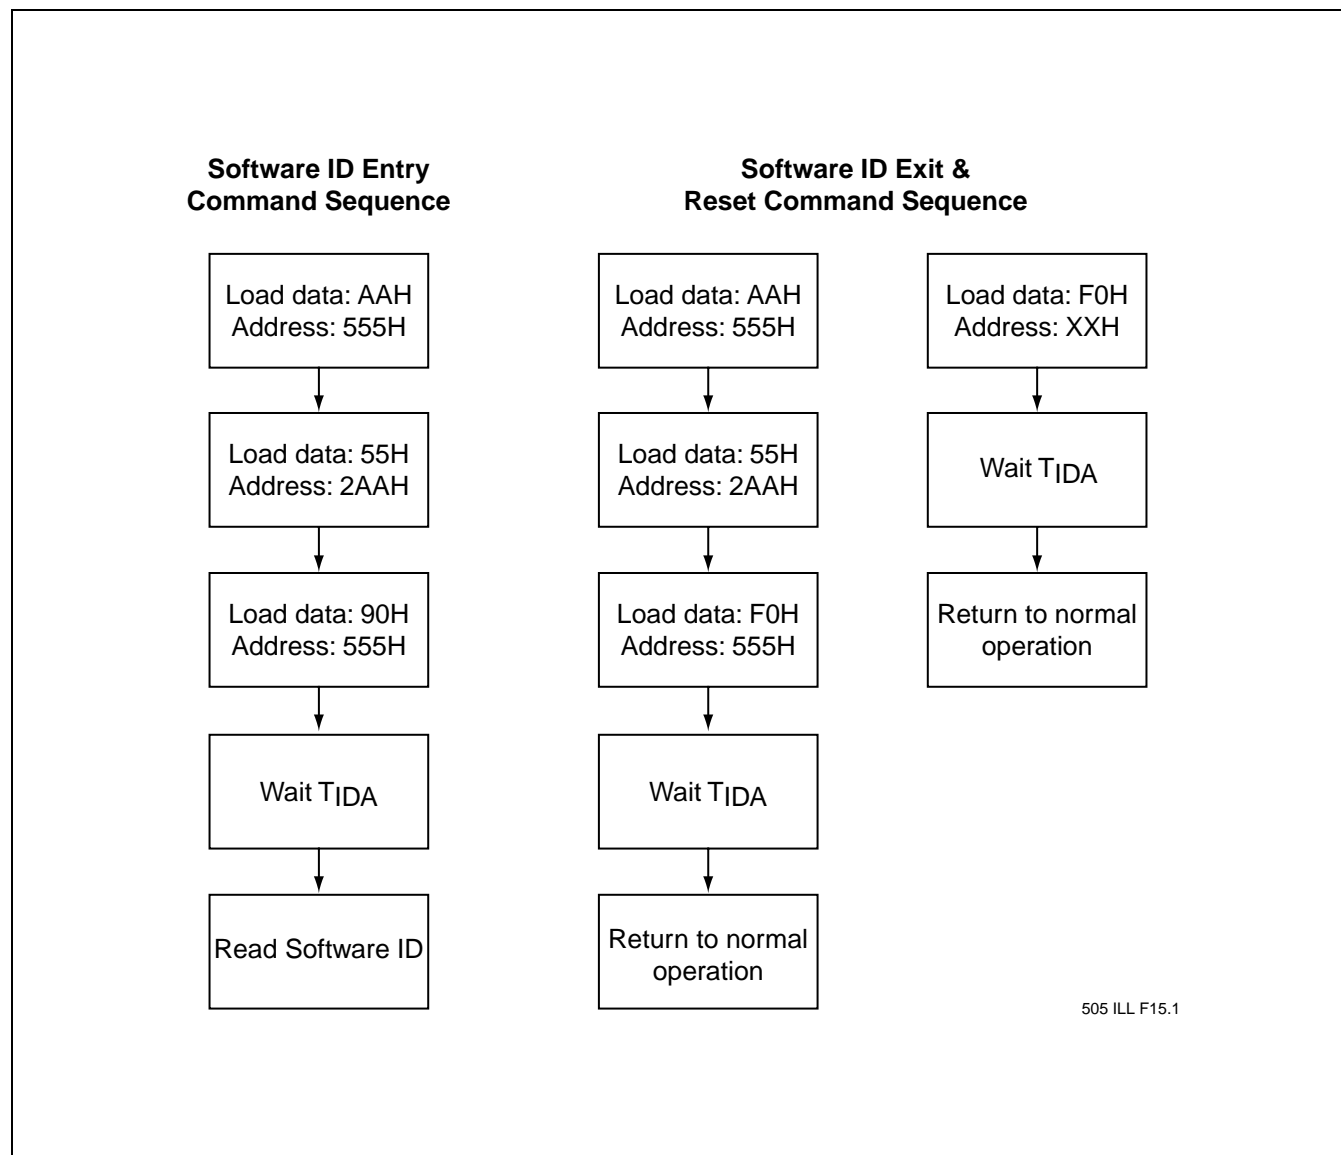 Software ID Entry
Command Sequence
Load data: AAH
Address: 555H
Load data: 55H
Address: 2AAH
Load data: 90H
Address: 555H
Wait TIDA
Read Software ID
Software ID Exit &
Reset Command Sequence
Load data: AAH
Address: 555H
Load data: 55H
Address: 2AAH
Load data: F0H
Address: 555H
Wait TIDA
Return to normal
operation
Load data: F0H
Address: XXH
Wait TIDA
Return to normal
operation
505 ILL F15.1